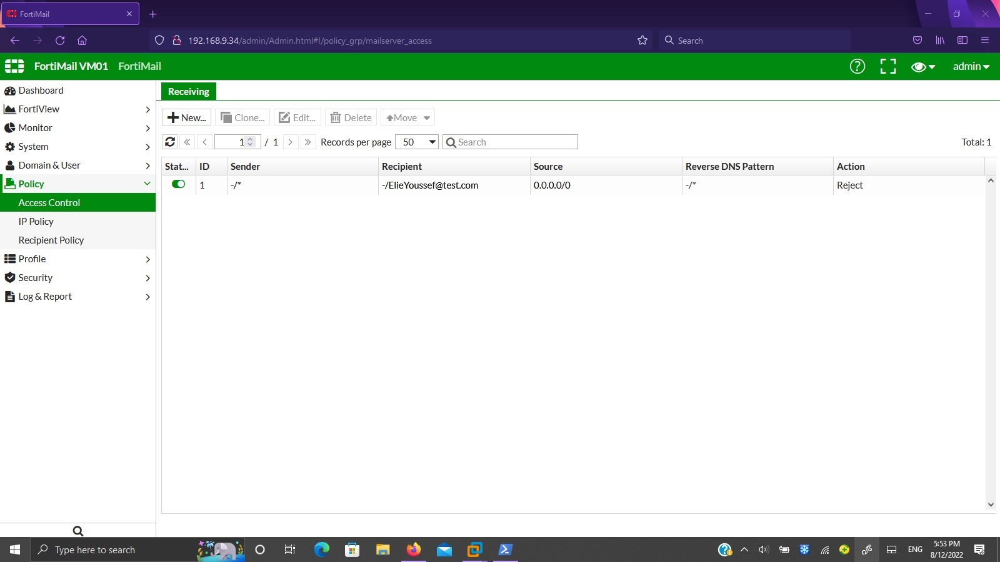 FortiMail
192.168.9.34/admin/Admin.html#!/policy_grp/mailserver_access
Search
FortiMail VM01 FortiMail
admin
Dashboard
FortiView
Monitor
System
Domain & User
Policy
Access Control
IP Policy
Recipient Policy
Profile
Security
Log & Report
Receiving
New... Clone... Edit... Delete Move
1 / 1 Records per page 50 Search Total: 1
Stat... ID Sender Recipient Source Reverse DNS Pattern Action
1 -/* -/ElieYoussef@test.com 0.0.0.0/0 -/* Reject
Type here to search
ENG
5:53 PM
8/12/2022